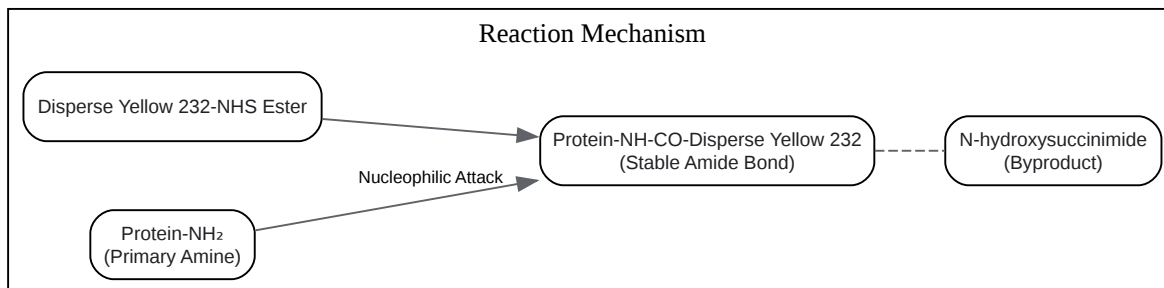 Reaction Mechanism
Disperse Yellow 232-NHS Ester
Protein-NH-CO-Disperse Yellow 232
(Stable Amide Bond)
N-hydroxysuccinimide
(Byproduct)
Nucleophilic Attack
Protein-NH₂
(Primary Amine)